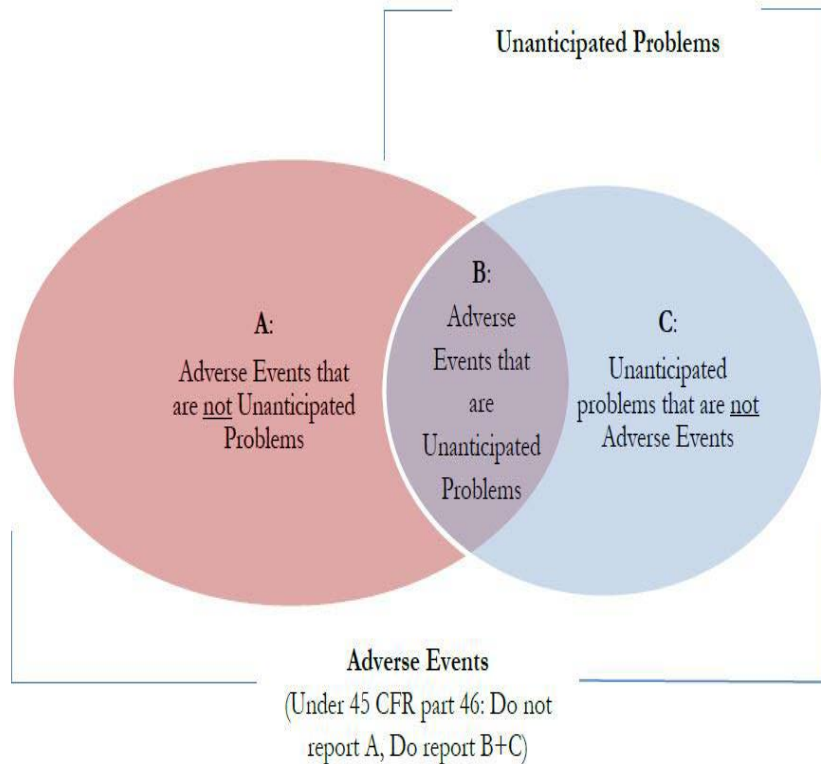 Unanticipated Problems
A:
Adverse Events that
are not Unanticipated
Problems
B:
Adverse
Events that
are
Unanticipated
Problems
C:
Unanticipated
problems that are not
Adverse Events
Adverse Events
(Under 45 CFR part 46: Do not
report A, Do report B+C)